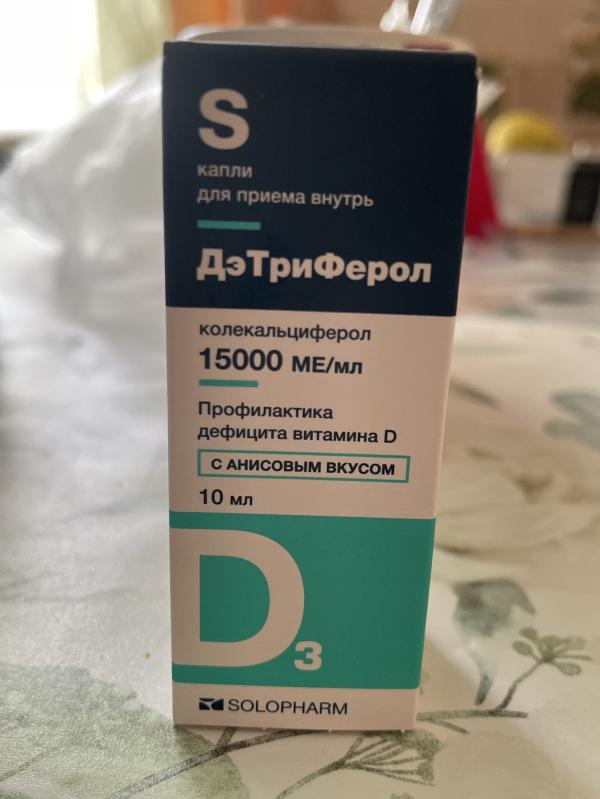 S
капли
для приема внутрь
ДэТриФерол
колекальциферол
15000 МЕ/мл
Профилактика
дефицита витамина D
С АНИСОВЫМ ВКУСОМ
10 мл
D3
SOLOPHARM